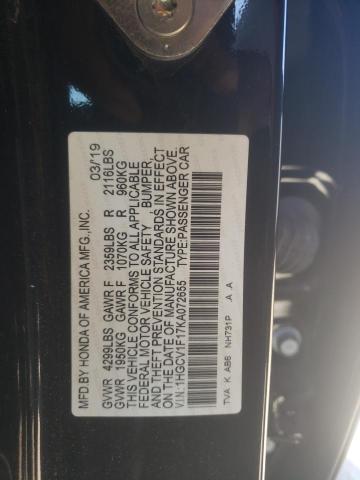 MFD BY HONDA OF AMERICA MFG.,INC. 03/19
GVWR 4299LBS GAWR F 2359LBS R 2116LBS
GVWR 1950KG GAWR F 1070KG R 960KG
THIS VEHICLE CONFORMS TO ALL APPLICABLE
FEDERAL MOTOR VEHICLE SAFETY , BUMPER,
AND THEFT PREVENTION STANDARDS IN EFFECT
ON THE DATE OF MANUFACTURE SHOWN ABOVE.
V.I.N.:1HGCV1F17KA072655 TYPE:PASSENGER CAR
TVA K AB6 NH731P A A